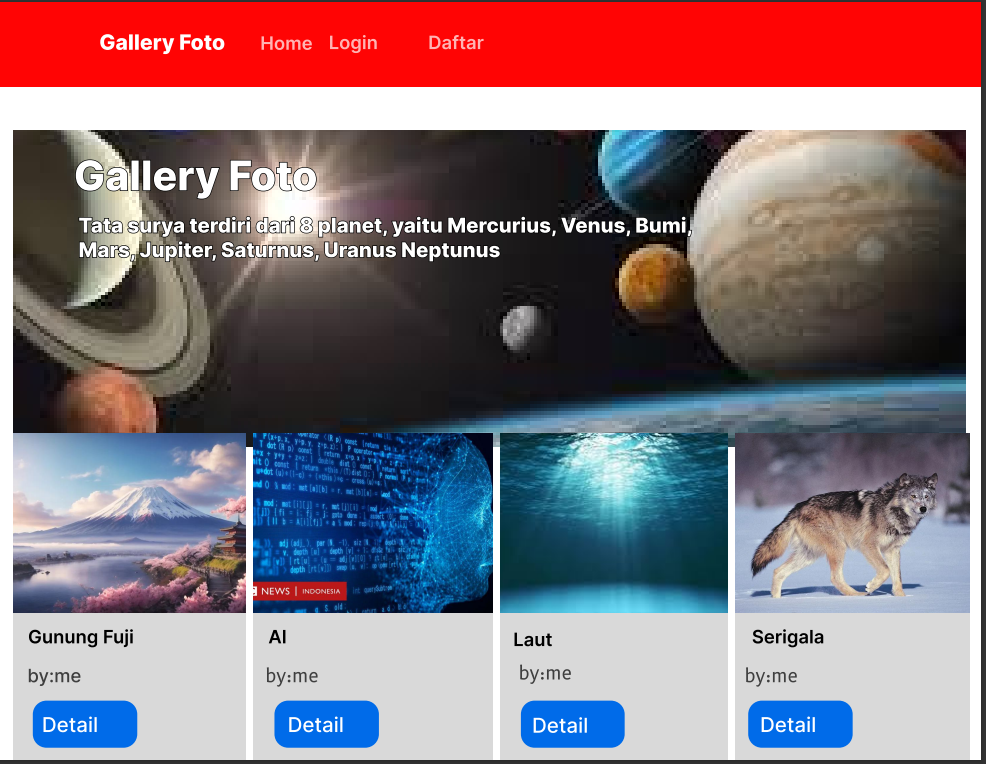 Gallery Foto Home Login Daftar
Gallery Foto
Tata surya terdiri dari 8 planet, yaitu Mercurius, Venus, Bumi,
Mars, Jupiter, Saturnus, Uranus Neptunus
NEWS | INDONESIA
Gunung Fuji
by:me
Detail
AI
by:me
Detail
Laut
by:me
Detail
Serigala
by:me
Detail